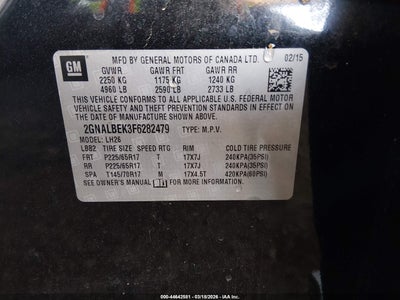 GM
MFD BY GENERAL MOTORS OF CANADA LTD. 02/15
GVWR GAWR FRT GAWR RR
2250 KG 1175 KG 1240 KG
4960 LB 2590 LB 2733 LB
THIS VEHICLE CONFORMS TO ALL APPLICABLE U.S. FEDERAL MOTOR
VEHICLE SAFETY AND THEFT PREVENTION STANDARDS IN EFFECT
ON THE DATE OF MANUFACTURE SHOWN ABOVE.
2GNALBEK3F6282479 TYPE: M.P.V.
MODEL: LH26
LBB2 TIRE SIZE SPEED RTG RIM COLD TIRE PRESSURE
FRT P225/65R17 T 17X7J 240KPA(35PSI)
RR P225/65R17 T 17X7J 240KPA(35PSI)
SPA T145/70R17 M 17X4.5T 420KPA(60PSI)
SEE OWNER'S MANUAL FOR MORE INFORMATION.
© IAA: 000-44642581 | 03/18/2026 - COPYRIGHT